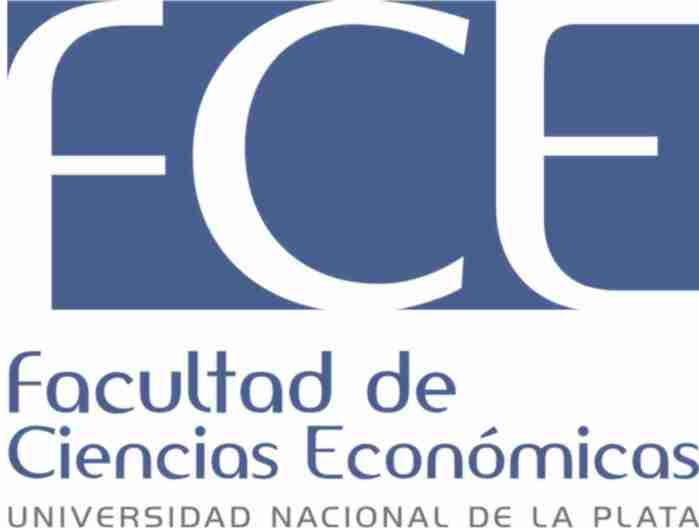 FCE
Facultad de
Ciencias Económicas
UNIVERSIDAD NACIONAL DE LA PLATA